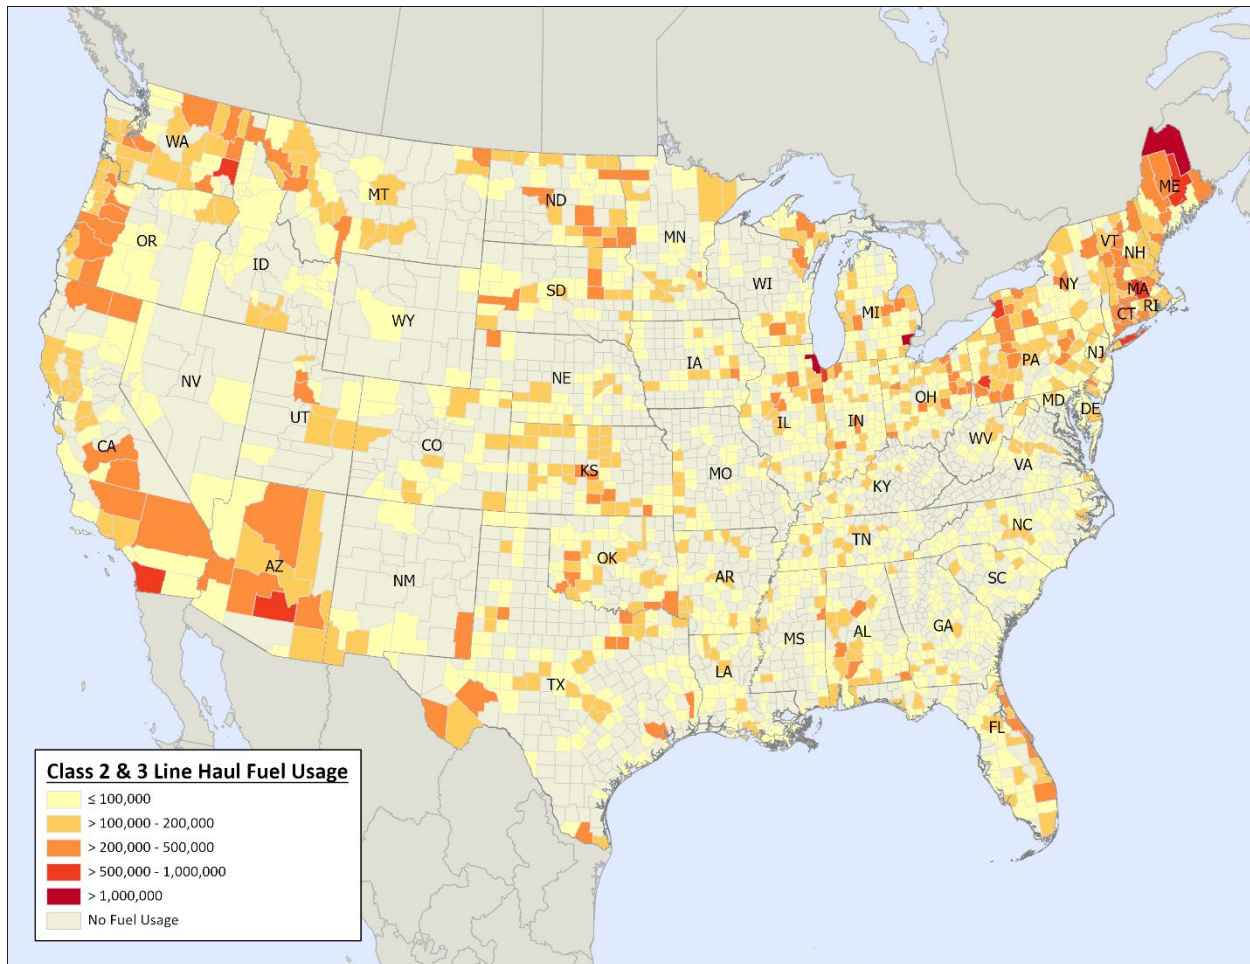 WA
MT
ND
MN
ME
VT
NH
OR
ID
SD
WI
NY
MA
CT
RI
WY
MI
IA
PA
NJ
NV
NE
OH
MD
DE
UT
IL
IN
WV
CA
CO
KS
MO
VA
KY
NC
TN
AZ
NM
OK
AR
SC
MS
AL
GA
TX
LA
FL
Class 2 & 3 Line Haul Fuel Usage
≤ 100,000
> 100,000 - 200,000
> 200,000 - 500,000
> 500,000 - 1,000,000
> 1,000,000
No Fuel Usage